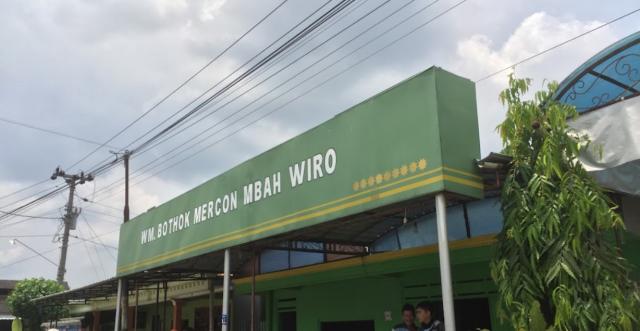 WM. BOTHOK MERCON MBAH WIRO